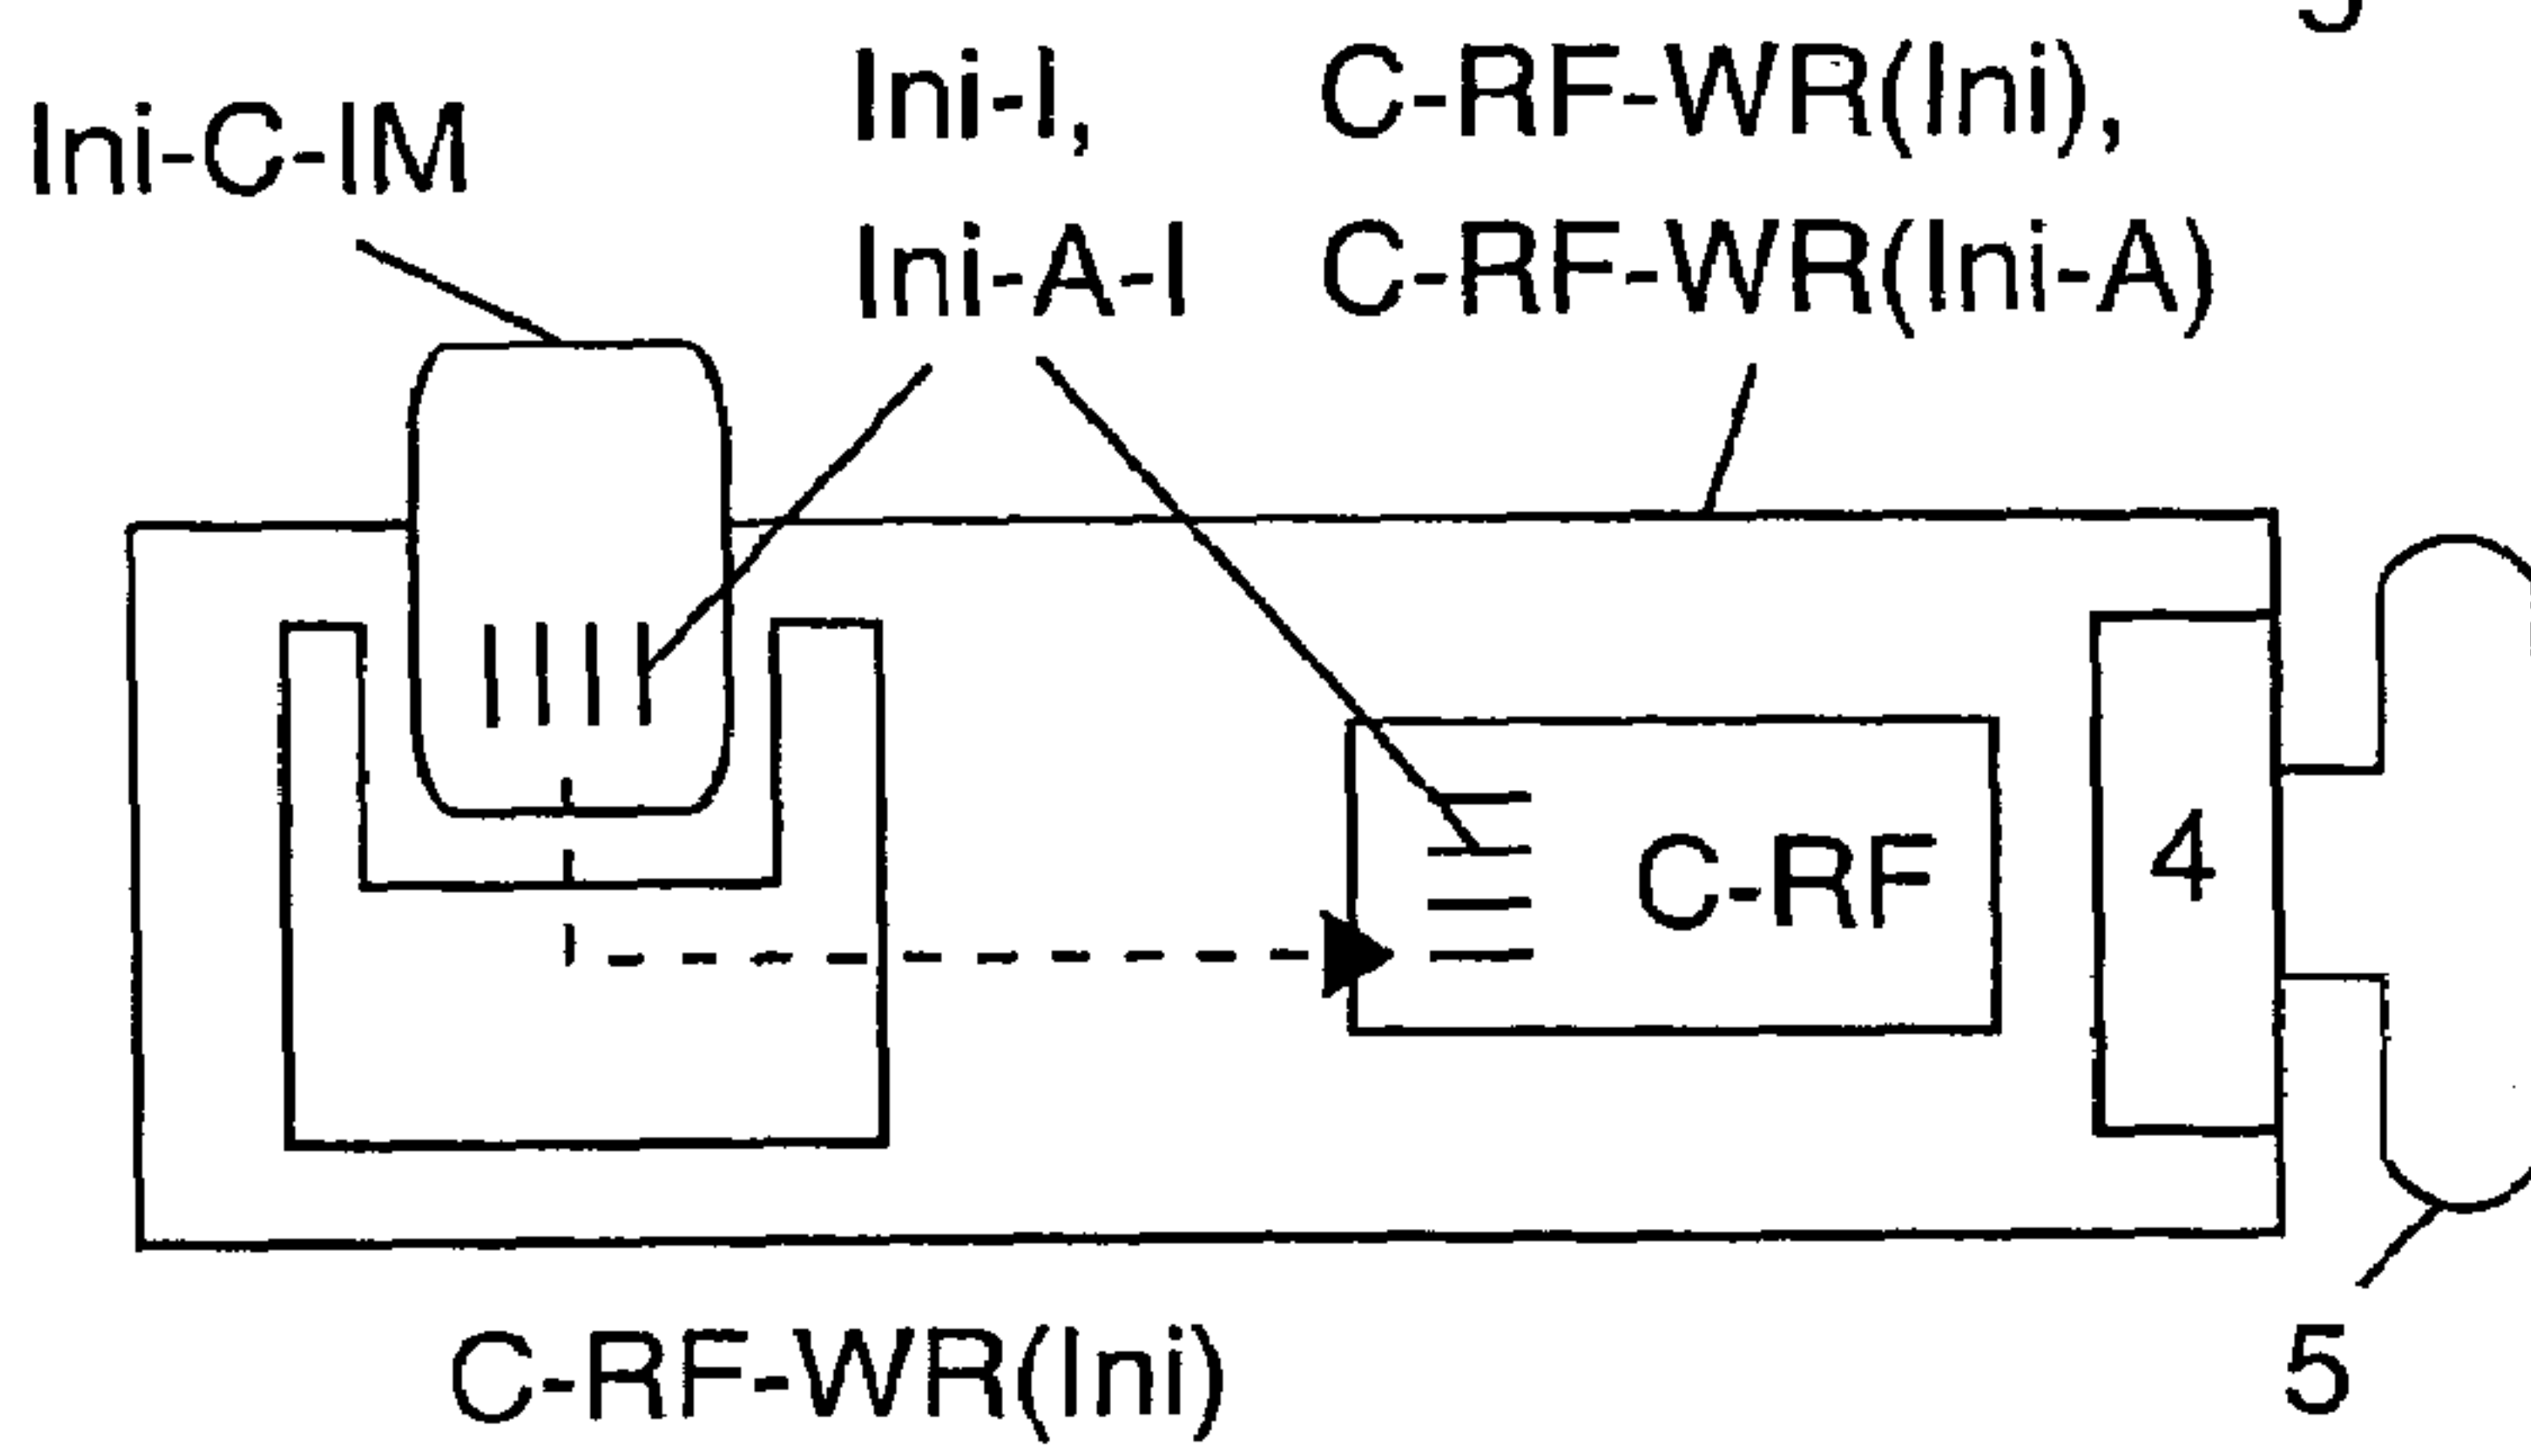 Ini-C-IM
Ini-I,
Ini-A-I
C-RF-WR(Ini),
C-RF-WR(Ini-A)
C-RF
4
5
C-RF-WR(Ini)